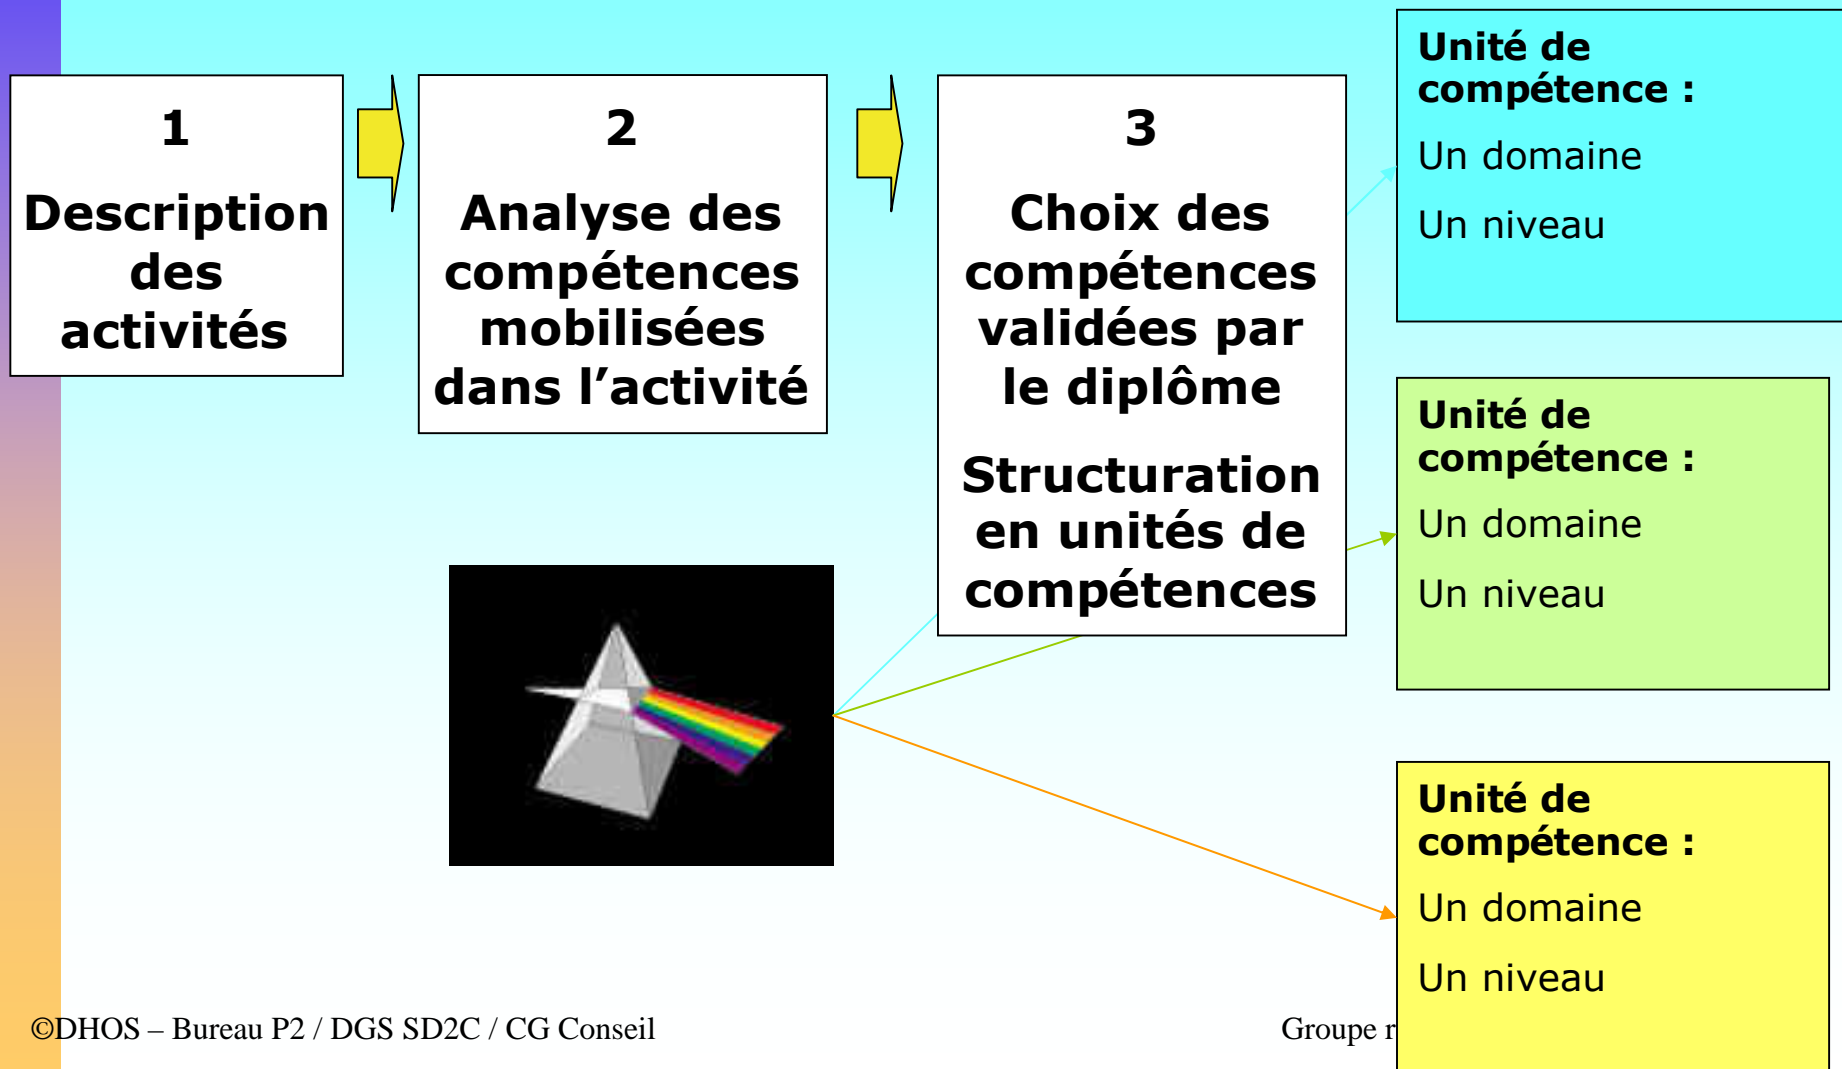 1
Description
des
activités
2
Analyse des
compétences
mobilisées
dans l’activité
3
Choix des
compétences
validées par
le diplôme
Structuration
en unités de
compétences
Unité de
compétence :
Un domaine
Un niveau
Unité de
compétence :
Un domaine
Un niveau
Unité de
compétence :
Un domaine
Un niveau
©DHOS – Bureau P2 / DGS SD2C / CG Conseil
Groupe